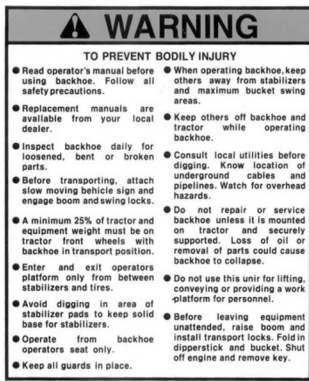 WARNING
TO PREVENT BODILY INJURY
Read operator's manual before
using backhoe. Follow all
safety precautions.
Replacement manuals are
available from your local
dealer.
Inspect backhoe daily for
loosened, bent or broken
parts.
Before transporting, attach
slow moving behicle sign and
engage boom and swing locks.
A minimum 25% of tractor and
equipment weight must be on
tractor front wheels with
backhoe in transport position.
Enter and exit operators
platform only from between
stabilizers and tires.
Avoid digging in area of
stabilizer pads to keep solid
base for stabilizers.
Operate from backhoe
operators seat only.
Keep all guards in place.
When operating backhoe, keep
others away from stabilizers
and maximum bucket swing
areas.
Keep others off backhoe and
tractor while operating
backhoe.
Consult local utilities before
digging. Know location of
underground cables and
pipelines. Watch for overhead
hazards.
Do not repair or service
backhoe unless it is mounted
on tractor and securely
supported. Loss of oil or
removal of parts could cause
backhoe to collapse.
Do not use this unir for lifting,
conveying or providing a work
platform for personnel.
Before leaving equipment
unattended, raise boom and
install transport locks. Fold in
dipperstick and bucket. Shut
off engine and remove key.